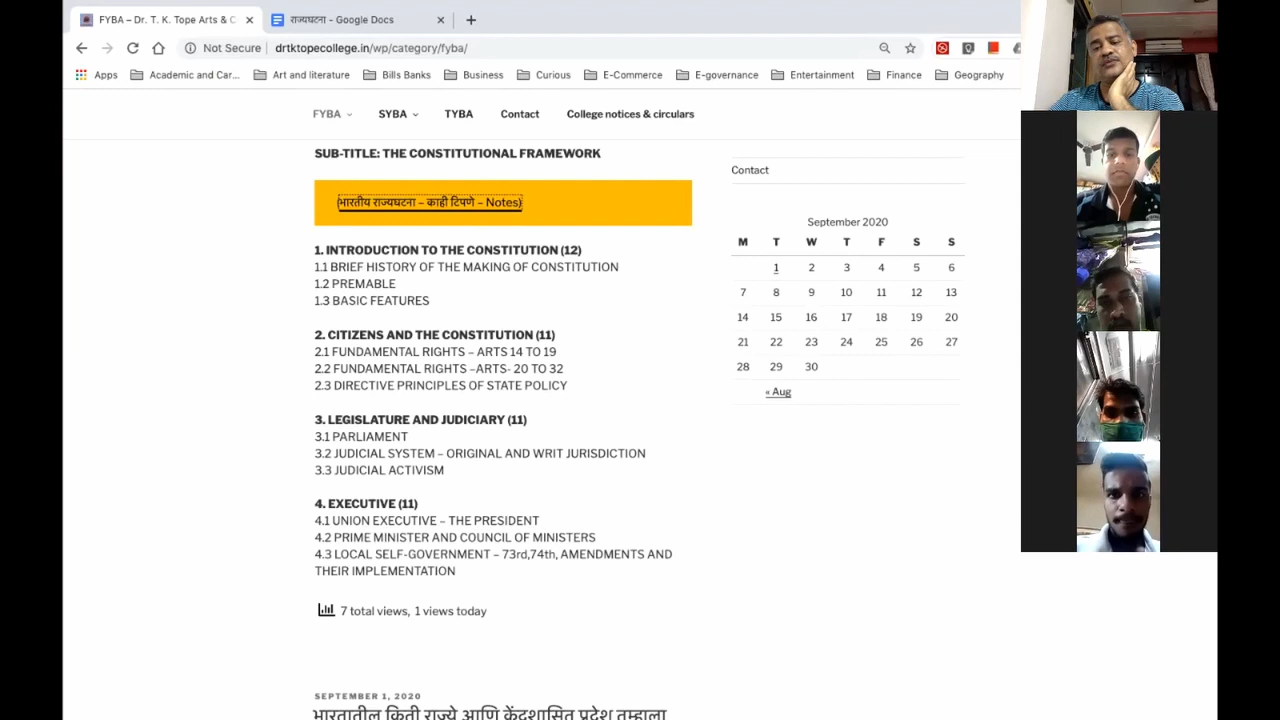 FYBA – Dr. T. K. Tope Arts & C
राज्यघटना - Google Docs
Not Secure
drtktopecollege.in/wp/category/fyba/
Apps
Academic and Car...
Art and literature
Bills Banks
Business
Curious
E-Commerce
E-governance
Entertainment
Finance
Geography
FYBA
SYBA
TYBA
Contact
College notices & circulars
SUB-TITLE: THE CONSTITUTIONAL FRAMEWORK
(भारतीय राज्यघटना – काही टिपणे – Notes)
1. INTRODUCTION TO THE CONSTITUTION (12)
1.1 BRIEF HISTORY OF THE MAKING OF CONSTITUTION
1.2 PREMABLE
1.3 BASIC FEATURES
2. CITIZENS AND THE CONSTITUTION (11)
2.1 FUNDAMENTAL RIGHTS – ARTS 14 TO 19
2.2 FUNDAMENTAL RIGHTS –ARTS- 20 TO 32
2.3 DIRECTIVE PRINCIPLES OF STATE POLICY
3. LEGISLATURE AND JUDICIARY (11)
3.1 PARLIAMENT
3.2 JUDICIAL SYSTEM – ORIGINAL AND WRIT JURISDICTION
3.3 JUDICIAL ACTIVISM
4. EXECUTIVE (11)
4.1 UNION EXECUTIVE – THE PRESIDENT
4.2 PRIME MINISTER AND COUNCIL OF MINISTERS
4.3 LOCAL SELF-GOVERNMENT – 73rd,74th, AMENDMENTS AND
THEIR IMPLEMENTATION
7 total views, 1 views today
SEPTEMBER 1, 2020
भारतातील किती राज्ये आणि केंद्रशासित प्रदेश तुम्हाला
Contact
September 2020
M T W T F S S
1 2 3 4 5 6
7 8 9 10 11 12 13
14 15 16 17 18 19 20
21 22 23 24 25 26 27
28 29 30
« Aug